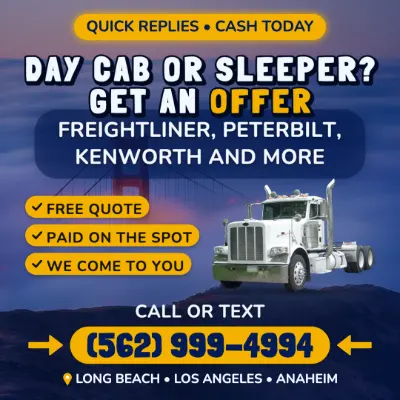 QUICK REPLIES • CASH TODAY
DAY CAB OR SLEEPER?
GET AN OFFER
FREIGHTLINER, PETERBILT,
KENWORTH AND MORE
FREE QUOTE
PAID ON THE SPOT
WE COME TO YOU
CALL OR TEXT
(562) 999-4994
LONG BEACH • LOS ANGELES • ANAHEIM